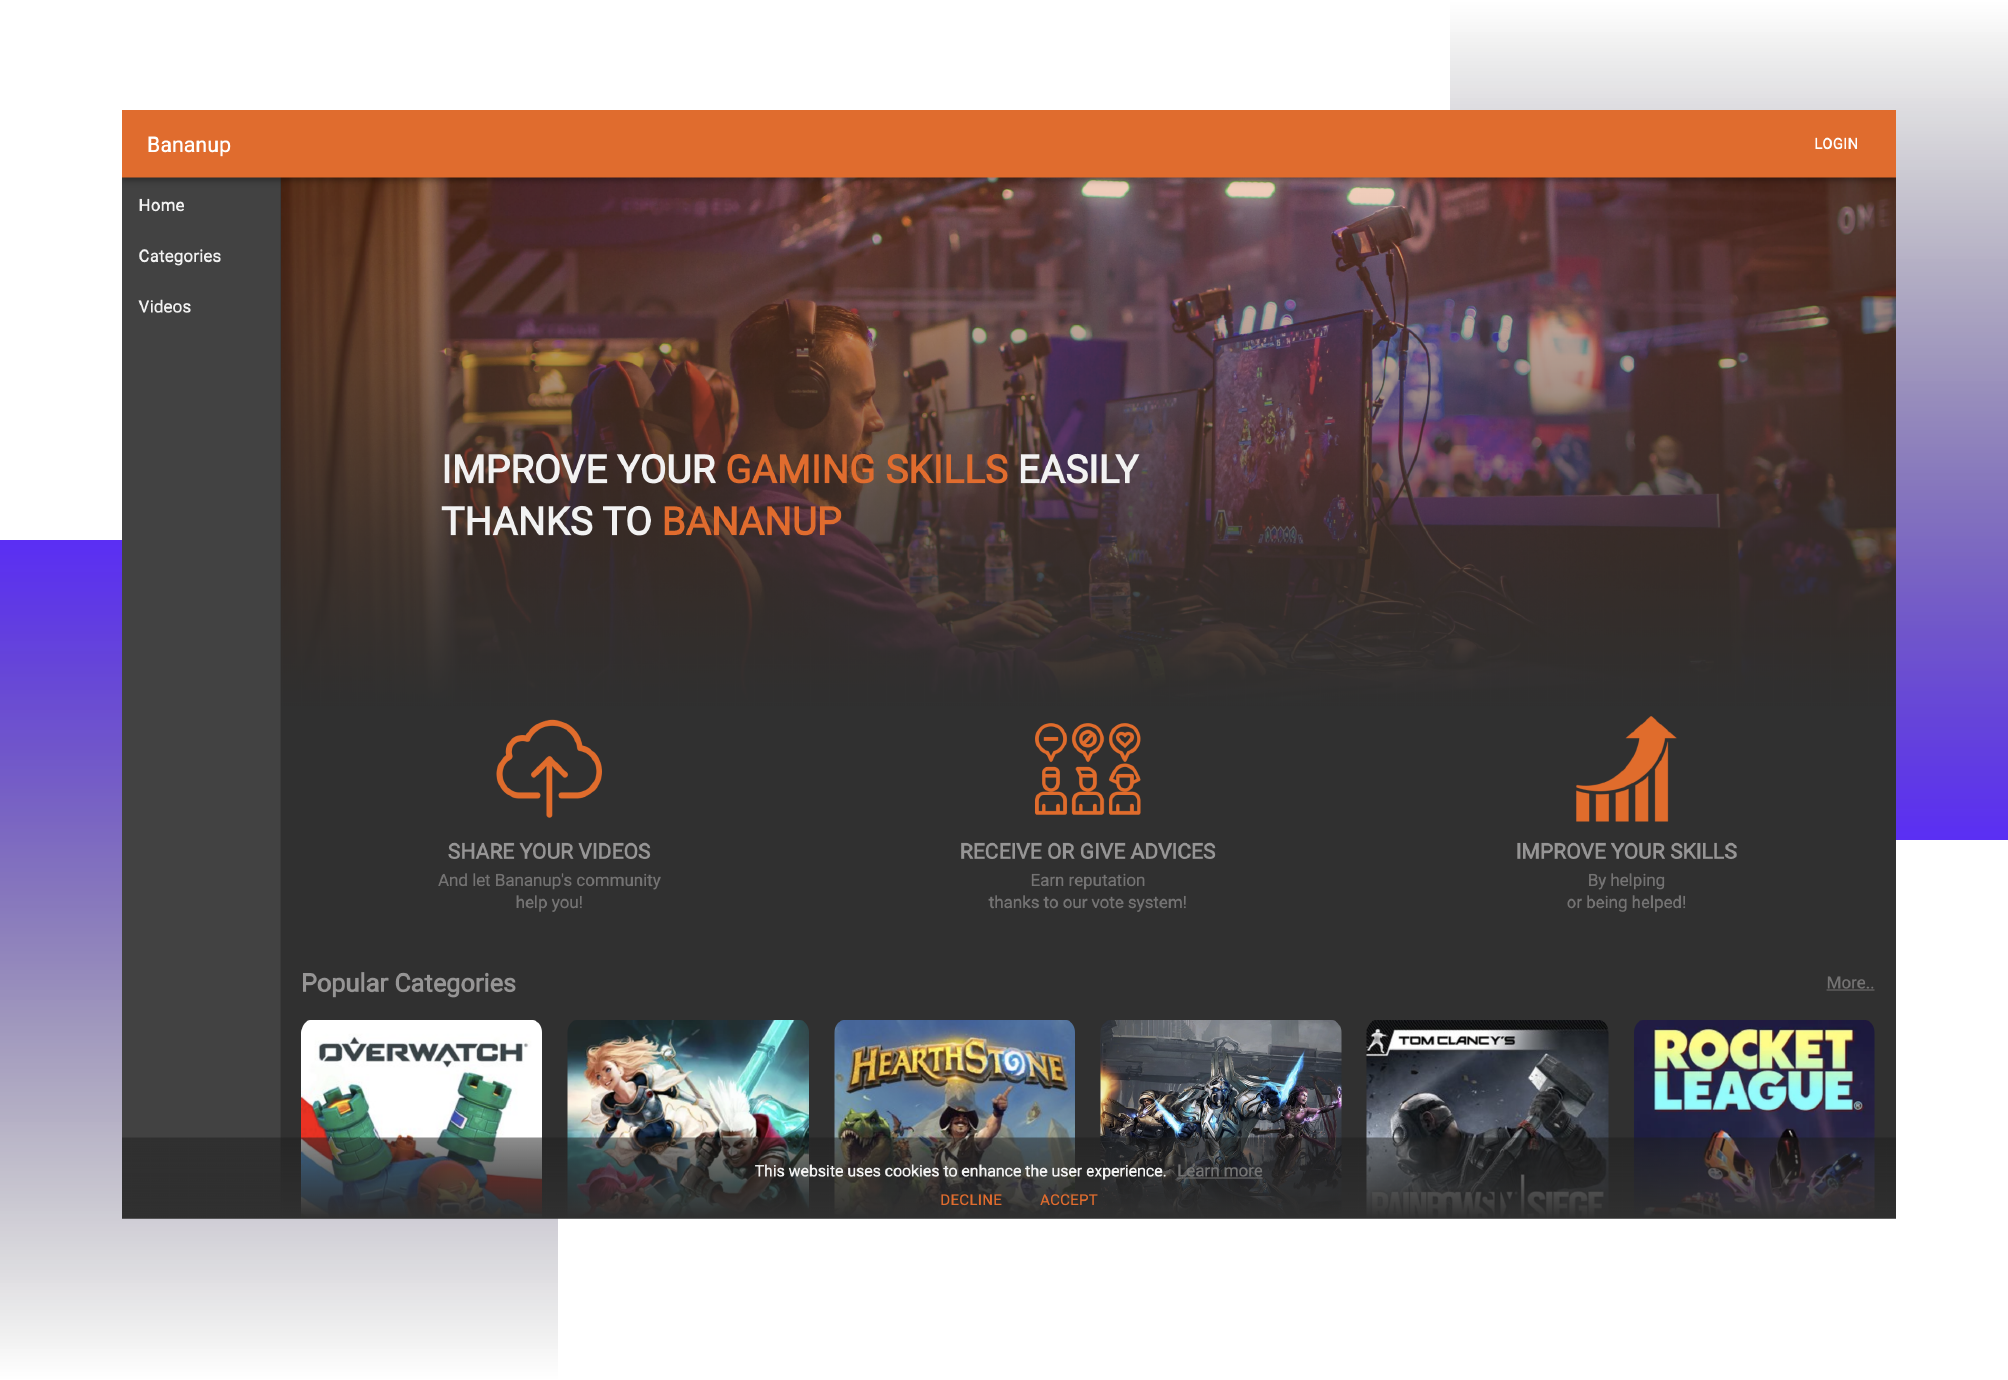 Bananup
LOGIN
Home
Categories
Videos
OM
IMPROVE YOUR GAMING SKILLS EASILY
THANKS TO BANANUP
SHARE YOUR VIDEOS
And let Bananup's community
help you!
RECEIVE OR GIVE ADVICES
Earn reputation
thanks to our vote system!
IMPROVE YOUR SKILLS
By helping
or being helped!
Popular Categories
More..
OVERWATCH
HEARTHSTONE
TOM CLANCY'S
RAINBOW SIX | SIEGE
ROCKET
LEAGUE®
This website uses cookies to enhance the user experience. Learn more
DECLINE
ACCEPT